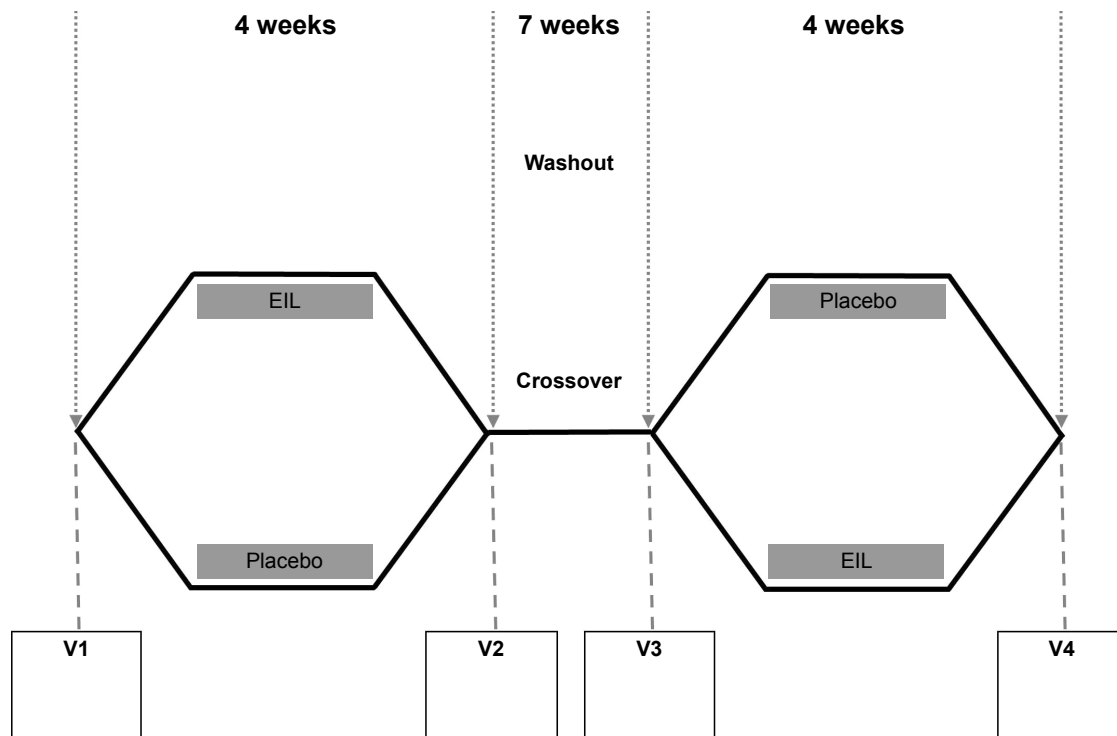 4 weeks 7 weeks 4 weeks
Washout
EIL Placebo
Crossover
Placebo EIL
V1 V2 V3 V4